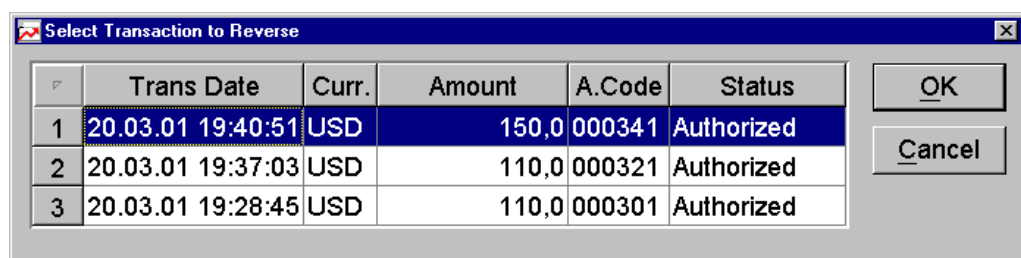 Select Transaction to Reverse
Trans Date Curr. Amount A.Code Status
1 20.03.01 19:40:51 USD 150,0 000341 Authorized
2 20.03.01 19:37:03 USD 110,0 000321 Authorized
3 20.03.01 19:28:45 USD 110,0 000301 Authorized
OK
Cancel